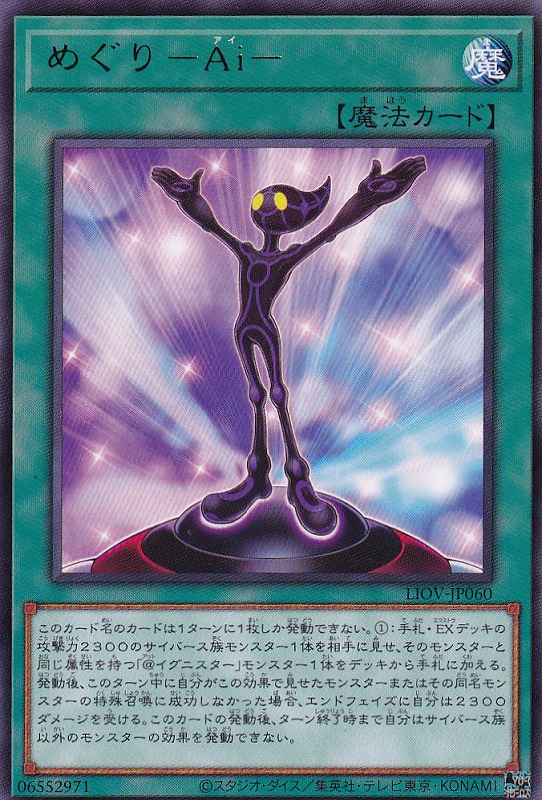 めぐり－Ai－
アイ
魔
【魔法カード】
LIOV-JP060
このカード名のカードは１ターンに１枚しか発動できない。①：手札・EXデッキの
攻撃力２３００のサイバース族モンスター１体を相手に見せ、そのモンスターと
同じ属性を持つ「＠イグニスター」モンスター１体をデッキから手札に加える。
発動後、このターン中に自分がこの効果で見せたモンスターまたはその同名モン
スターの特殊召喚に成功しなかった場合、エンドフェイズに自分は２３００
ダメージを受ける。このカードの発動後、ターン終了時まで自分はサイバース族
以外のモンスターの効果を発動できない。
06552971
©スタジオ・ダイス／集英社・テレビ東京・KONAMI